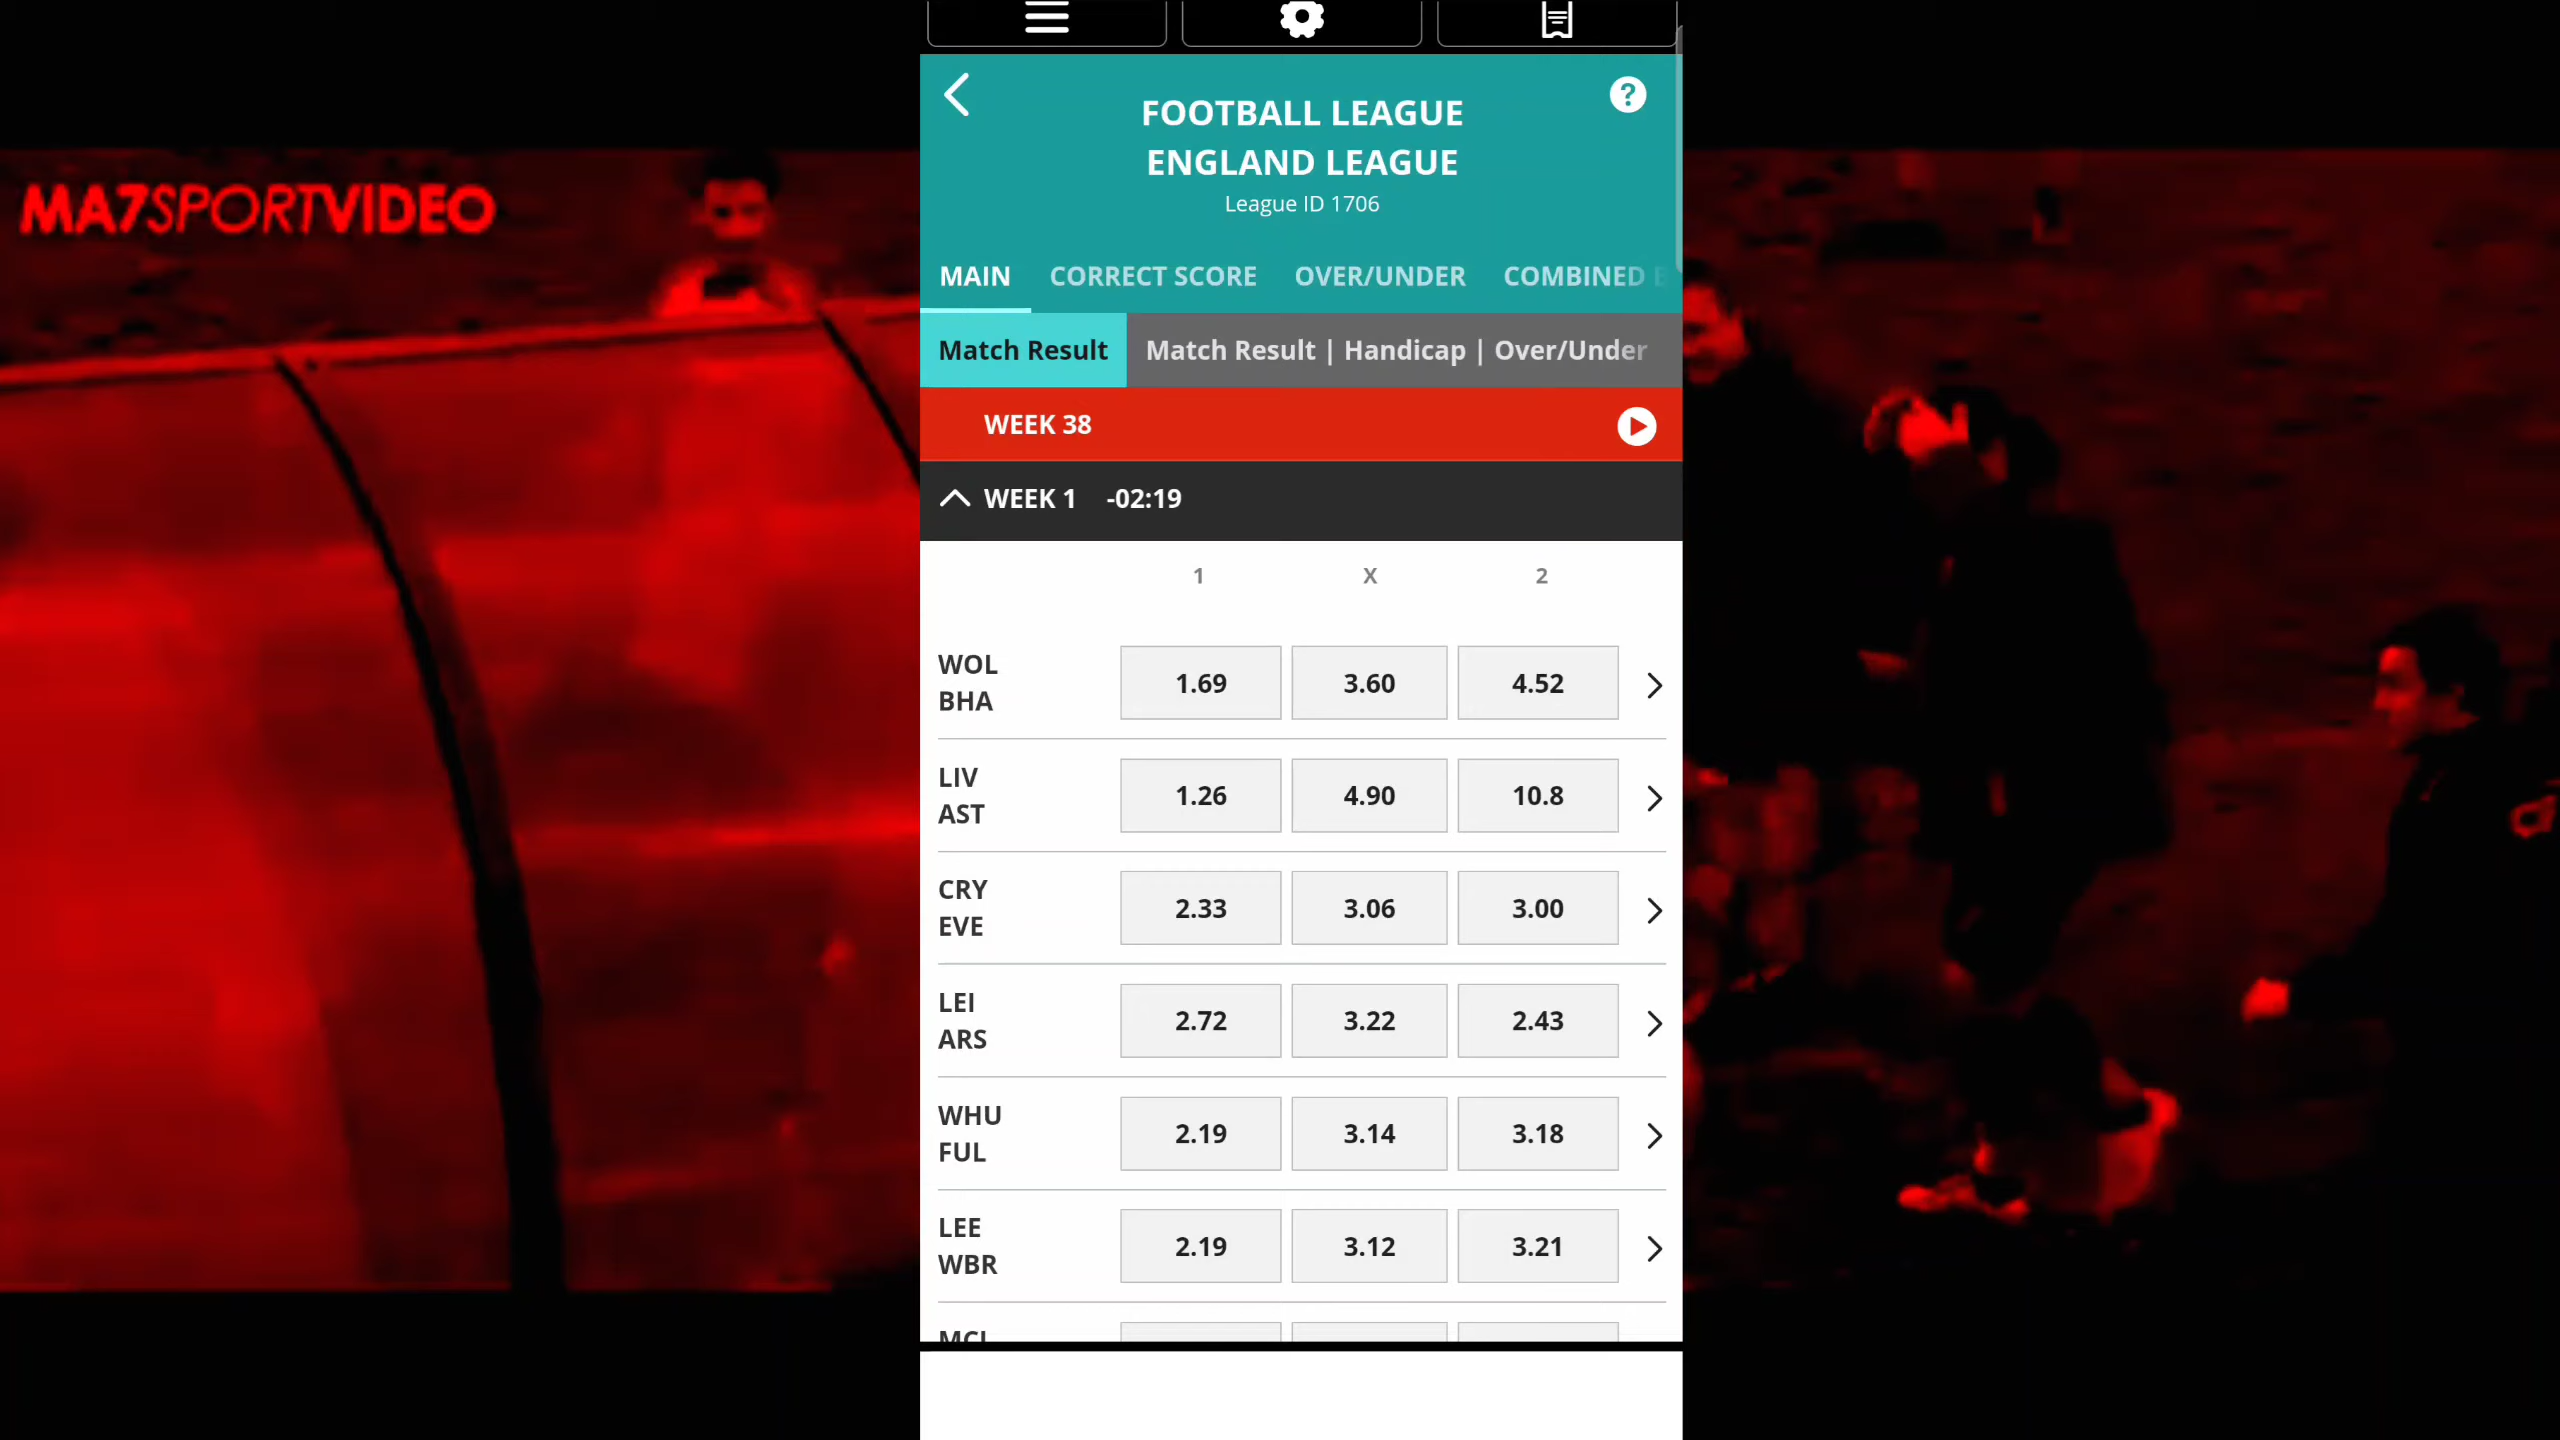 MA7SPORTVIDEO
FOOTBALL LEAGUE
ENGLAND LEAGUE
League ID 1706
MAIN CORRECT SCORE OVER/UNDER COMBINED
Match Result Match Result | Handicap | Over/Under
WEEK 38
WEEK 1 -02:19
1 X 2
WOL
BHA
1.69 3.60 4.52
LIV
AST
1.26 4.90 10.8
CRY
EVE
2.33 3.06 3.00
LEI
ARS
2.72 3.22 2.43
WHU
FUL
2.19 3.14 3.18
LEE
WBR
2.19 3.12 3.21